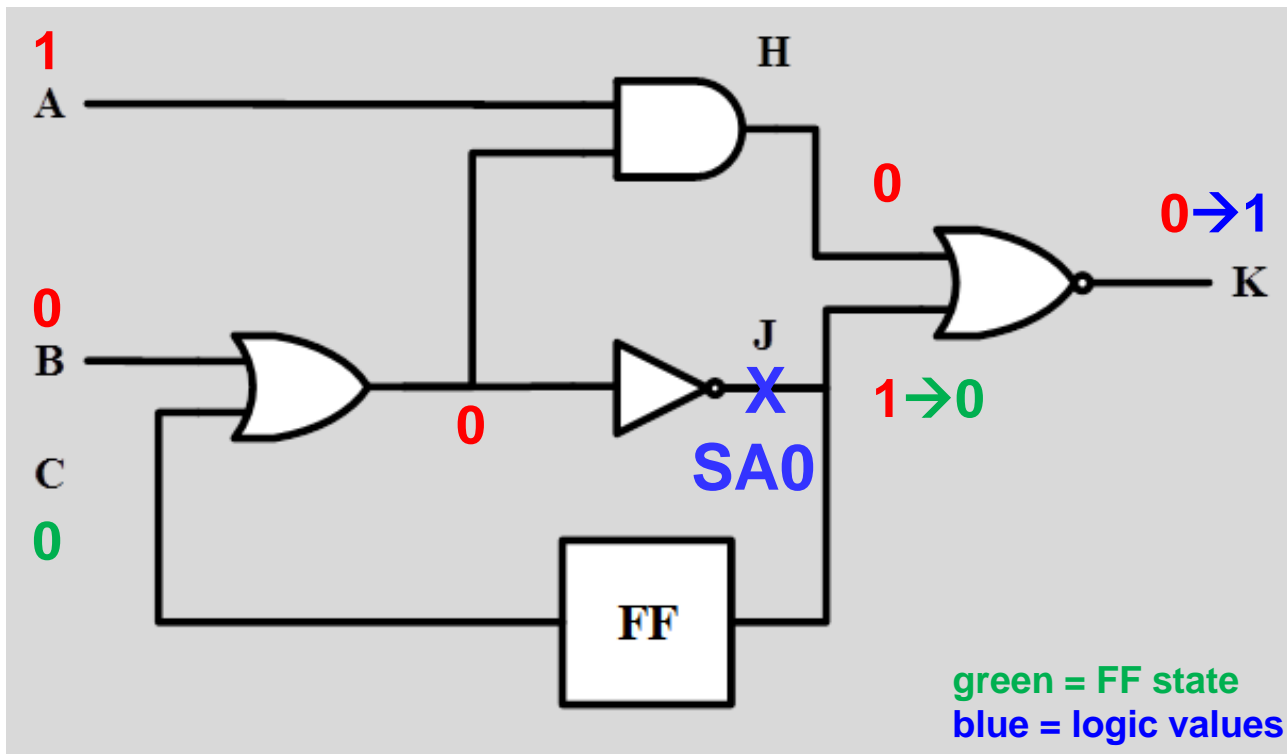 1
A
H
0
0→1
K
0
B
J
X
1→0
0
SA0
C
0
FF
green = FF state
blue = logic values